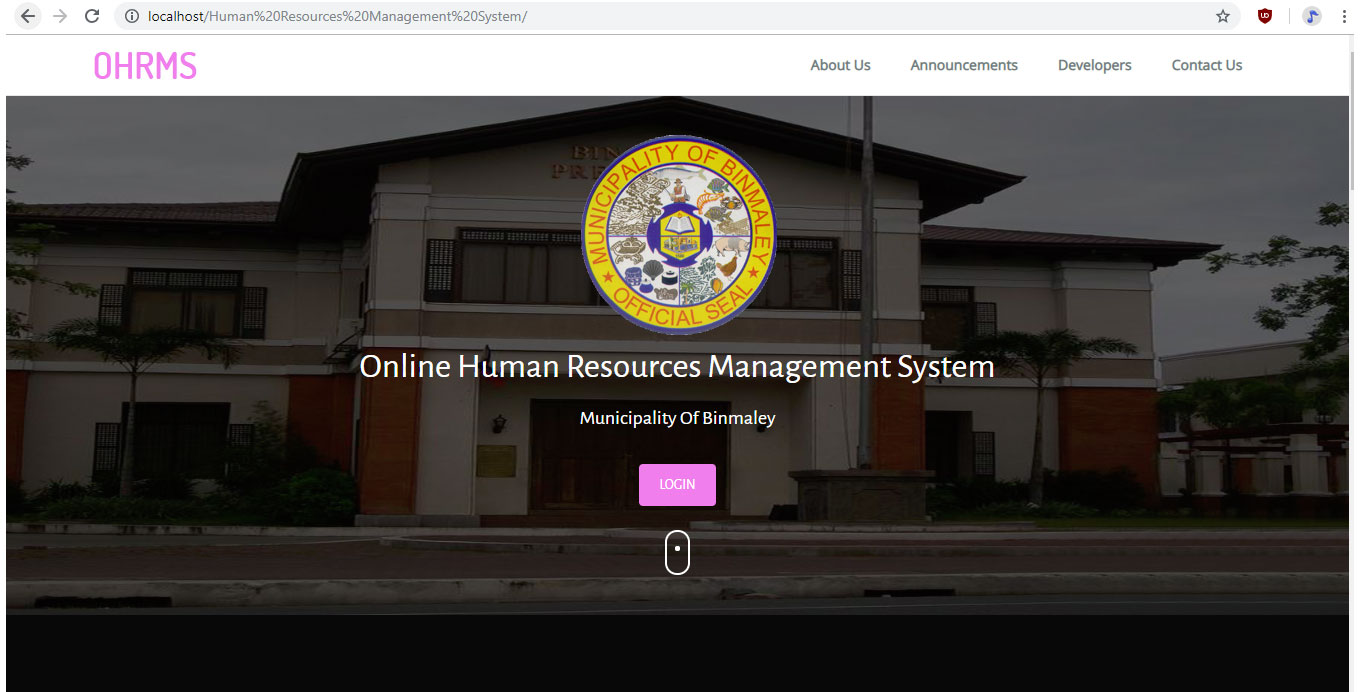 localhost/Human%20Resources%20Management%20System/
OHRMS
About Us
Announcements
Developers
Contact Us
MUNICIPALITY OF BINMALEY
OFFICIAL SEAL
Online Human Resources Management System
Municipality Of Binmaley
LOGIN